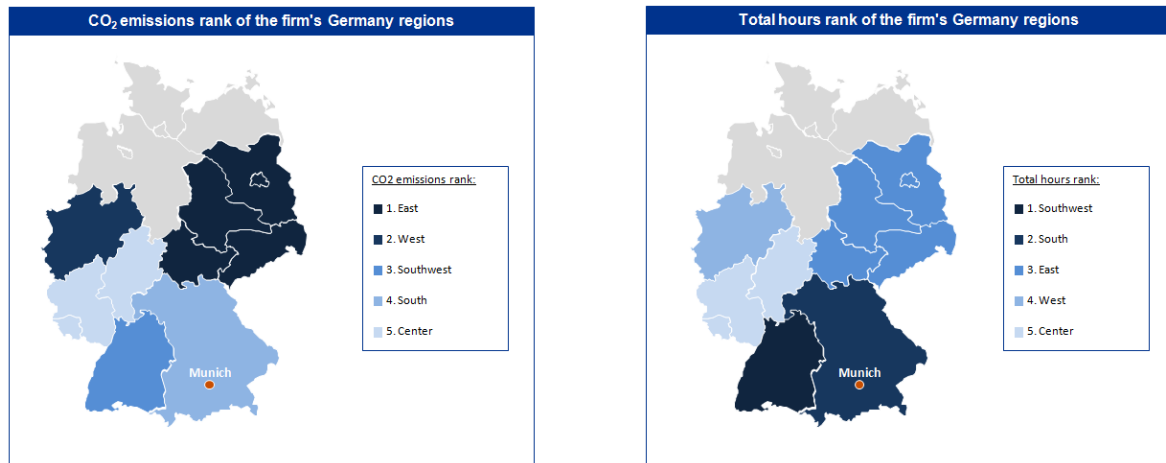 CO₂ emissions rank of the firm's Germany regions
CO2 emissions rank:
1. East
2. West
3. Southwest
4. South
5. Center
Munich
Total hours rank of the firm's Germany regions
Total hours rank:
1. Southwest
2. South
3. East
4. West
5. Center
Munich